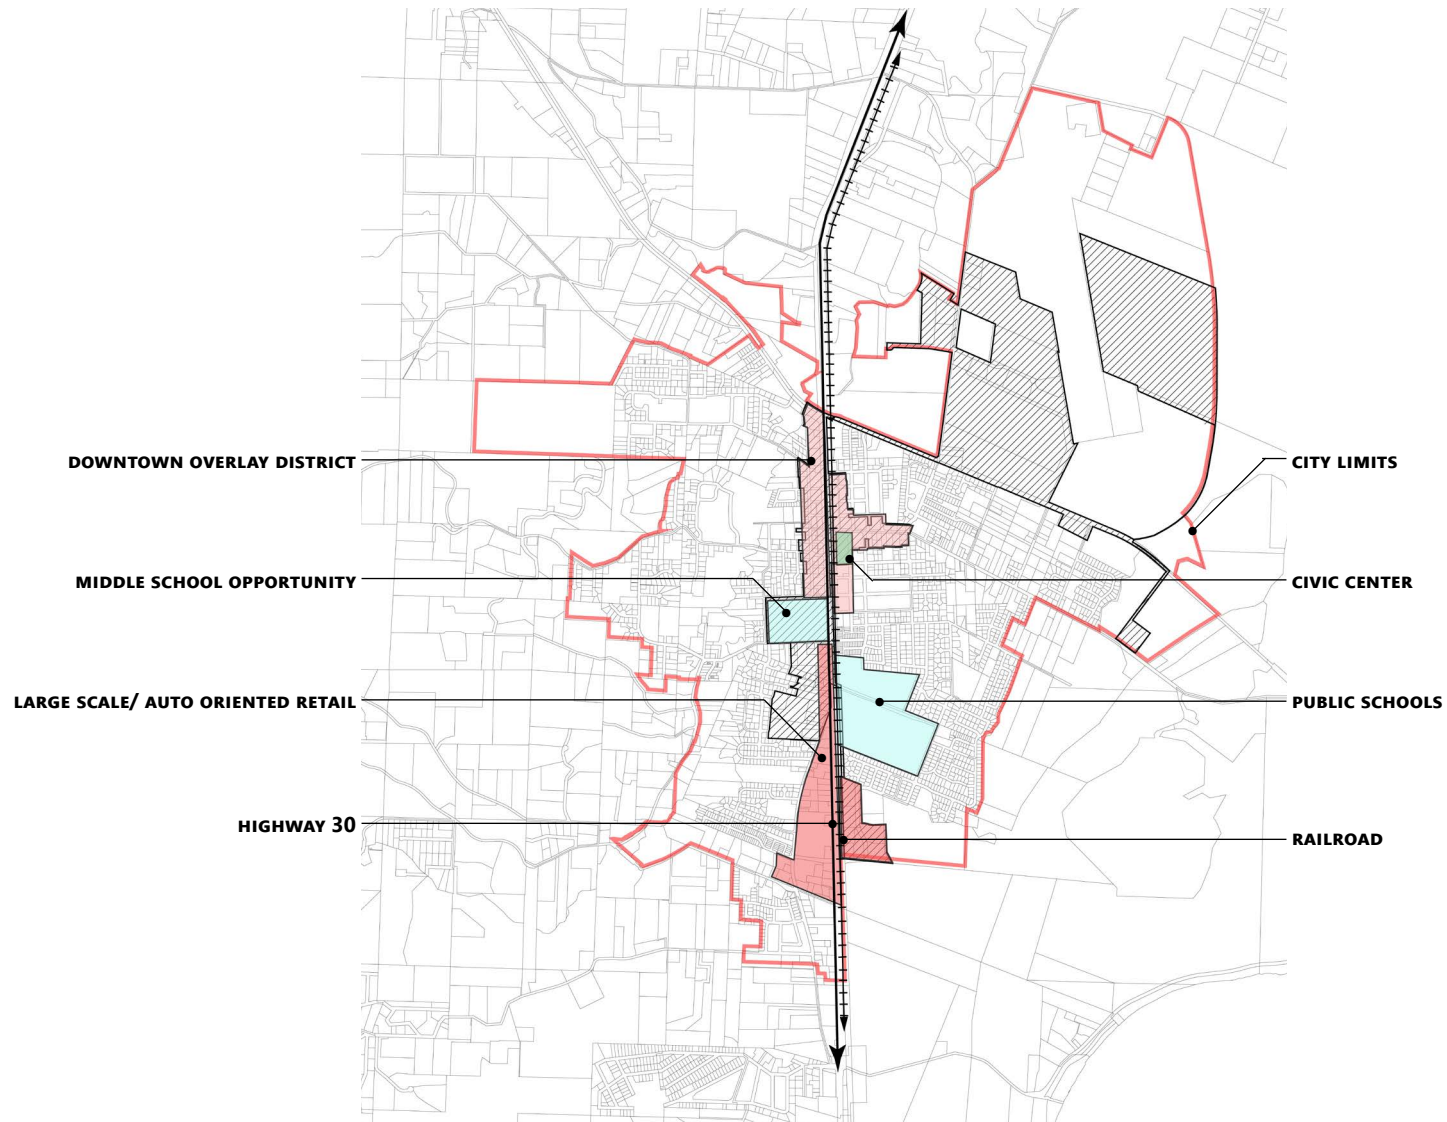 DOWNTOWN OVERLAY DISTRICT
CITY LIMITS
MIDDLE SCHOOL OPPORTUNITY
CIVIC CENTER
LARGE SCALE/ AUTO ORIENTED RETAIL
PUBLIC SCHOOLS
HIGHWAY 30
RAILROAD